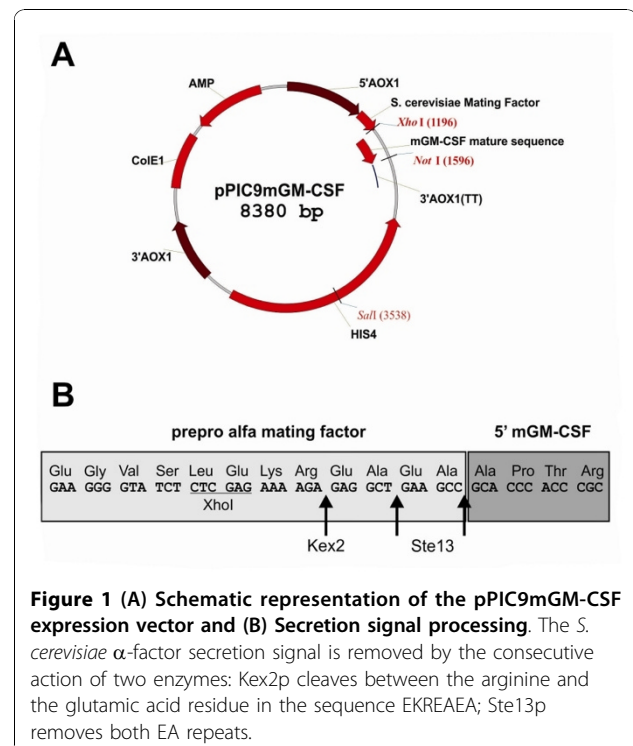 A
AMP
5'AOX1
S. cerevisiae Mating Factor
XhoI (1196)
mGM-CSF mature sequence
Not I (1596)
ColE1
pPIC9mGM-CSF
8380 bp
3'AOX1(TT)
3'AOX1
SalI (3538)
HIS4
B
prepro alfa mating factor
5' mGM-CSF
Glu Gly Val Ser Leu Glu Lys Arg Glu Ala Glu Ala Ala Pro Thr Arg
GAA GGG GTA TCT CTC GAG AAA AGA GAG GCT GAA GCC GCA CCC ACC CGC
XhoI
Kex2
Ste13
Figure 1 (A) Schematic representation of the pPIC9mGM-CSF
expression vector and (B) Secretion signal processing. The S.
cerevisiae α-factor secretion signal is removed by the consecutive
action of two enzymes: Kex2p cleaves between the arginine and
the glutamic acid residue in the sequence EKREAEA; Ste13p
removes both EA repeats.